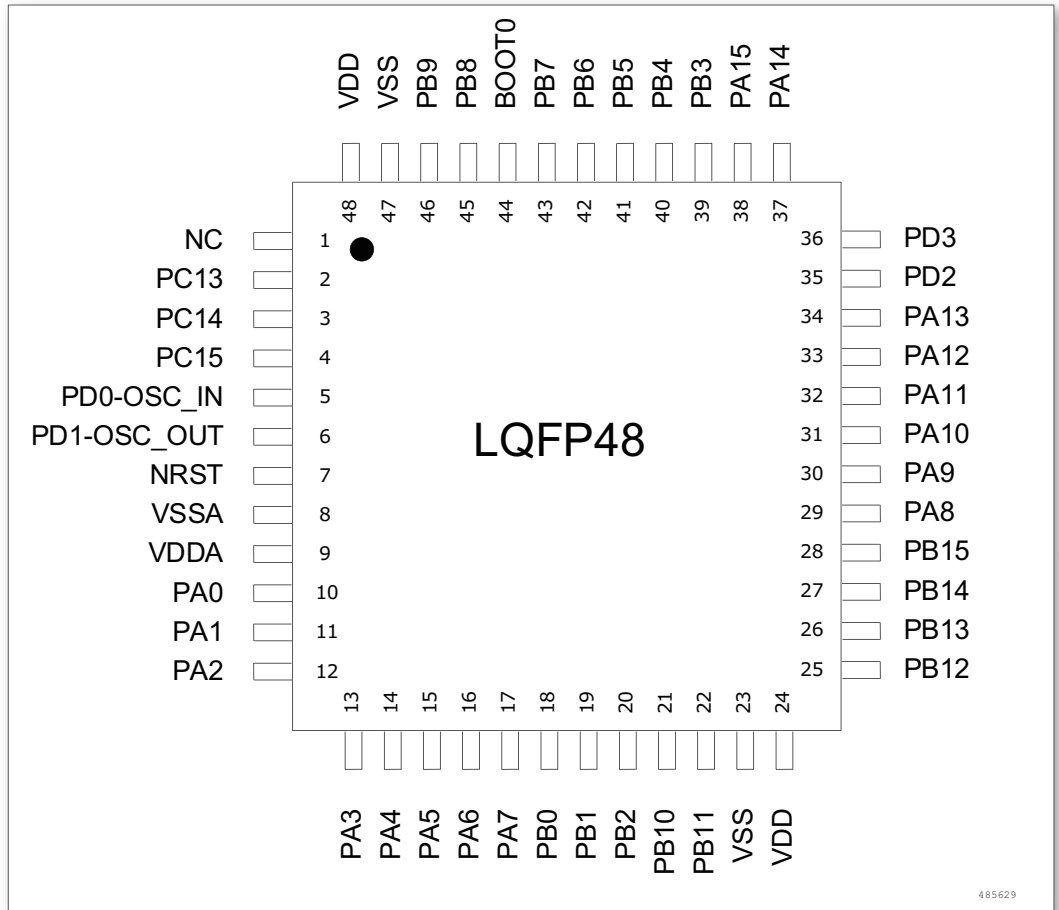 VDD
VSS
PB9
PB8
BOOT0
PB7
PB6
PB5
PB4
PB3
PA15
PA14
48
47
46
45
44
43
42
41
40
39
38
37
NC 1
PC13 2
PC14 3
PC15 4
PD0-OSC_IN 5
PD1-OSC_OUT 6
NRST 7
VSSA 8
VDDA 9
PA0 10
PA1 11
PA2 12
LQFP48
36 PD3
35 PD2
34 PA13
33 PA12
32 PA11
31 PA10
30 PA9
29 PA8
28 PB15
27 PB14
26 PB13
25 PB12
13
14
15
16
17
18
19
20
21
22
23
24
PA3
PA4
PA5
PA6
PA7
PB0
PB1
PB2
PB10
PB11
VSS
VDD
485629